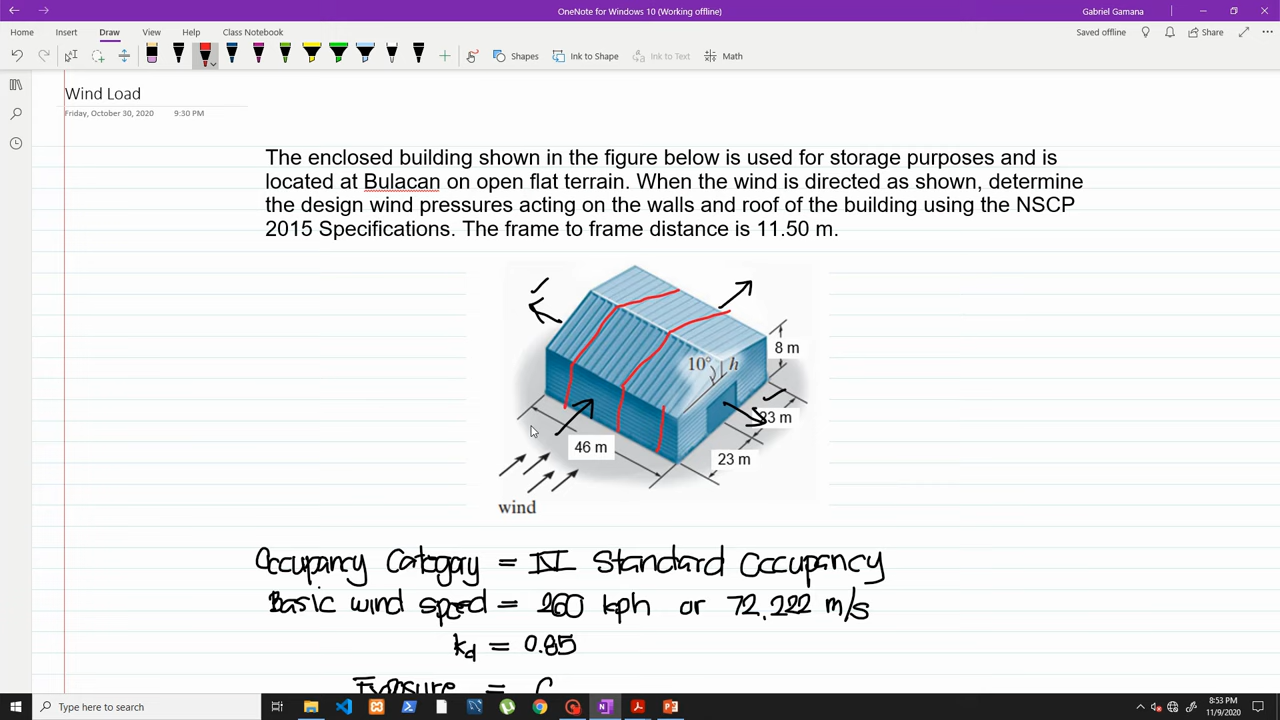 OneNote for Windows 10 (Working offline)
Gabriel Gamana
Home Insert Draw View Help Class Notebook
Saved offline
Share
Shapes
Ink to Shape
Ink to Text
Math
Wind Load
Friday, October 30, 2020 9:30 PM
The enclosed building shown in the figure below is used for storage purposes and is
located at Bulacan on open flat terrain. When the wind is directed as shown, determine
the design wind pressures acting on the walls and roof of the building using the NSCP
2015 Specifications. The frame to frame distance is 11.50 m.
8 m
10° h
23 m
46 m
23 m
wind
Occupancy Category = IV Standard Occupancy
Basic wind speed = 260 kph or 72.222 m/s
kd = 0.85
Exposure = C
Type here to search
8:53 PM
11/9/2020